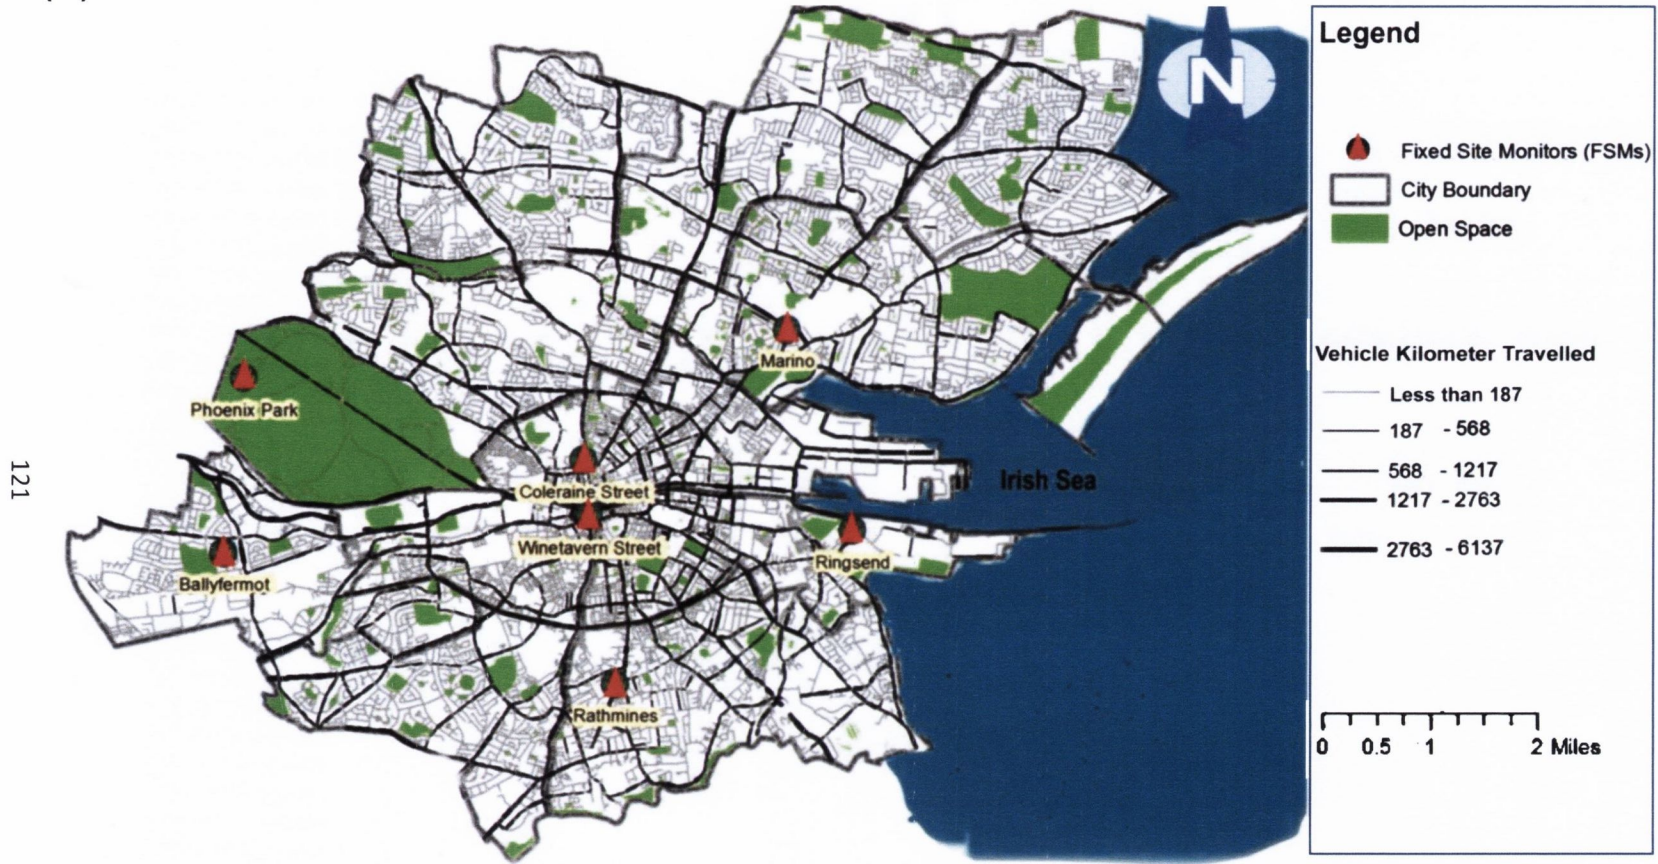 N
Marino
Phoenix Park
Coleraine Street
Irish Sea
Winetavern Street
Ringsend
Ballyfermot
Rathmines
121
Legend
Fixed Site Monitors (FSMs)
City Boundary
Open Space
Vehicle Kilometer Travelled
Less than 187
187 - 568
568 - 1217
1217 - 2763
2763 - 6137
0 0.5 1 2 Miles